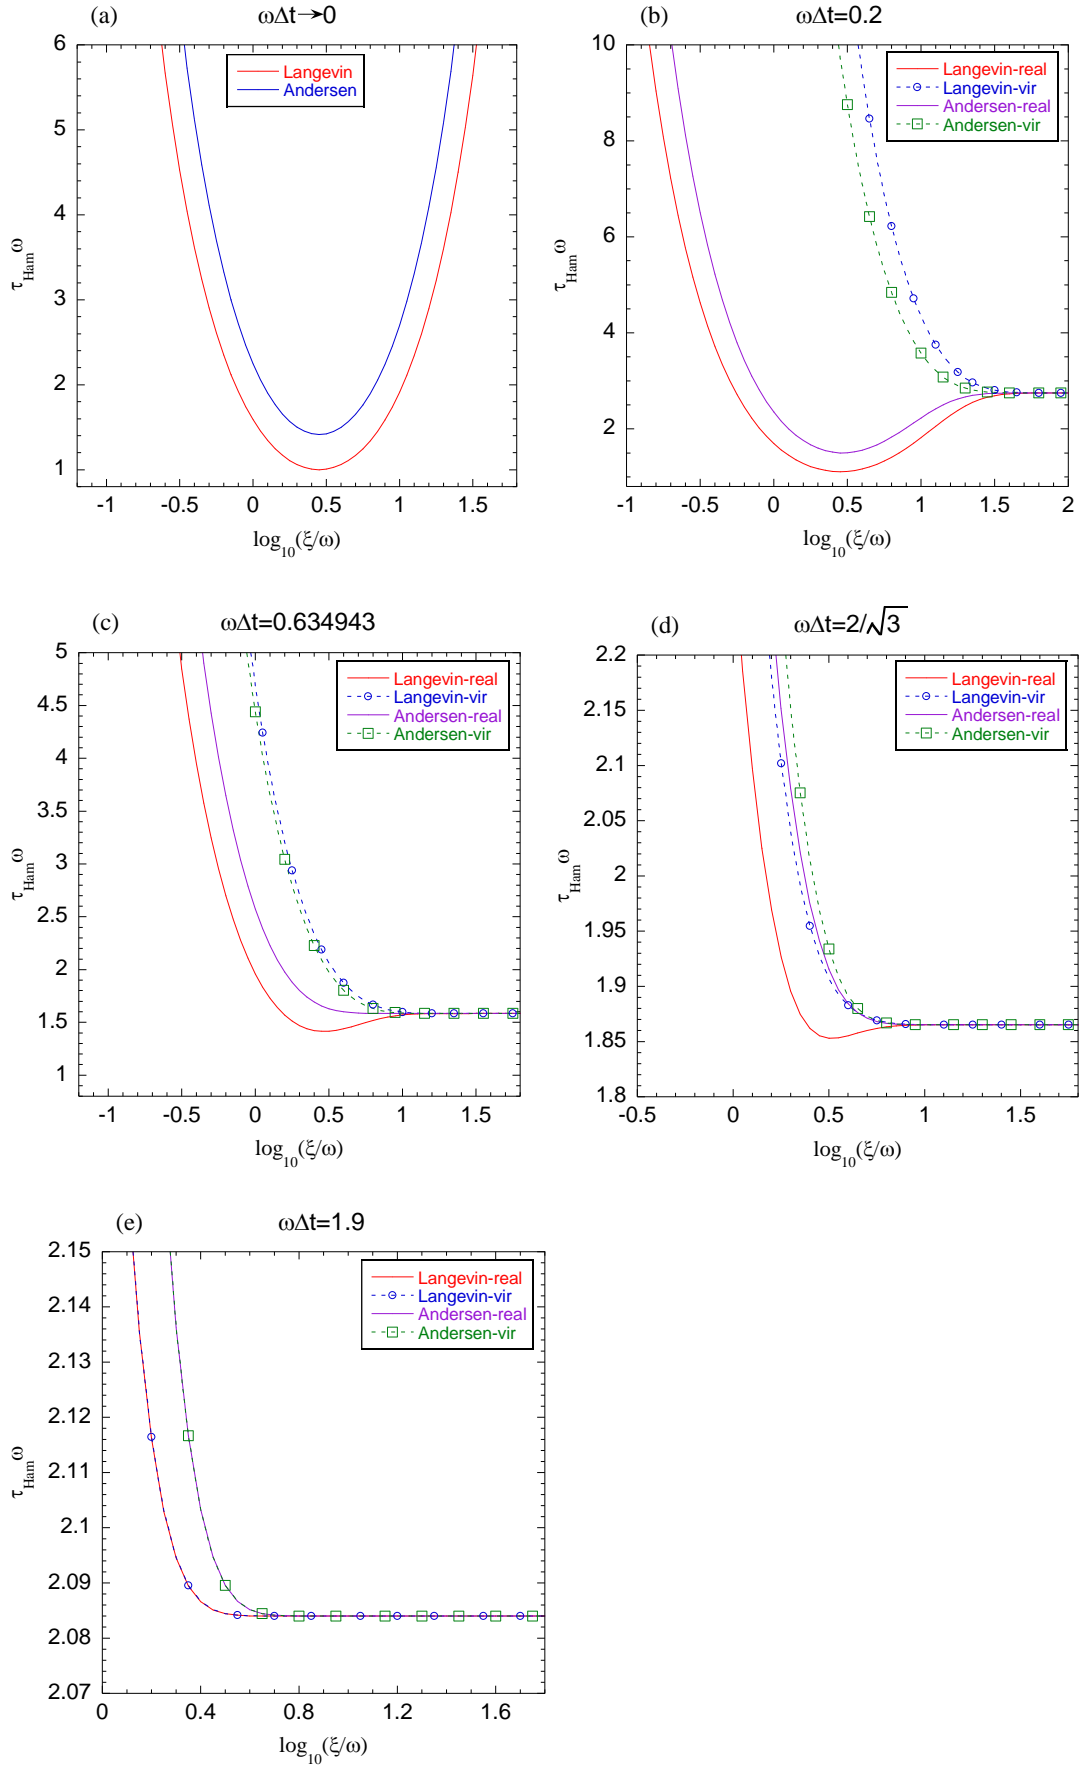 (a) ωΔt→0
6
5
4
3
2
1
τHamω
Langevin
Andersen
-1 -0.5 0 0.5 1 1.5
log10(ξ/ω)
(b) ωΔt=0.2
10
8
6
4
2
τHamω
Langevin-real
Langevin-vir
Andersen-real
Andersen-vir
-1 -0.5 0 0.5 1 1.5 2
log10(ξ/ω)
(c) ωΔt=0.634943
5
4.5
4
3.5
3
2.5
2
1.5
1
τHamω
Langevin-real
Langevin-vir
Andersen-real
Andersen-vir
-1 -0.5 0 0.5 1 1.5
log10(ξ/ω)
(d) ωΔt=2/√3
2.2
2.15
2.1
2.05
2
1.95
1.9
1.85
1.8
τHamω
Langevin-real
Langevin-vir
Andersen-real
Andersen-vir
-0.5 0 0.5 1 1.5
log10(ξ/ω)
(e) ωΔt=1.9
2.15
2.14
2.13
2.12
2.11
2.1
2.09
2.08
2.07
τHamω
Langevin-real
Langevin-vir
Andersen-real
Andersen-vir
0 0.4 0.8 1.2 1.6
log10(ξ/ω)